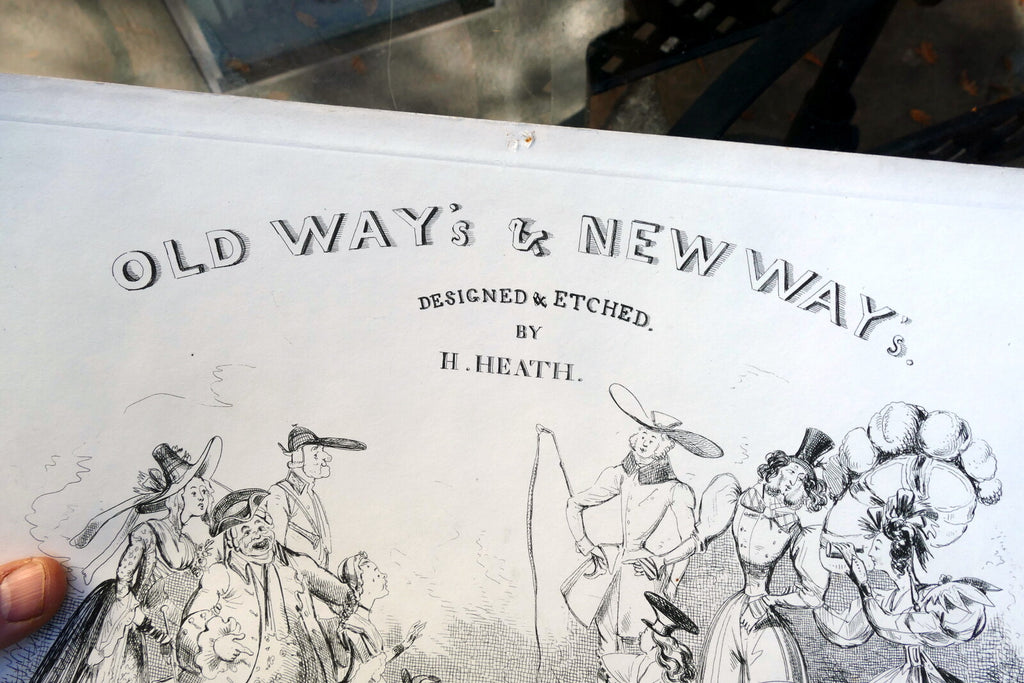 OLD WAY's & NEW WAY's.
DESIGNED & ETCHED.
BY
H. HEATH.